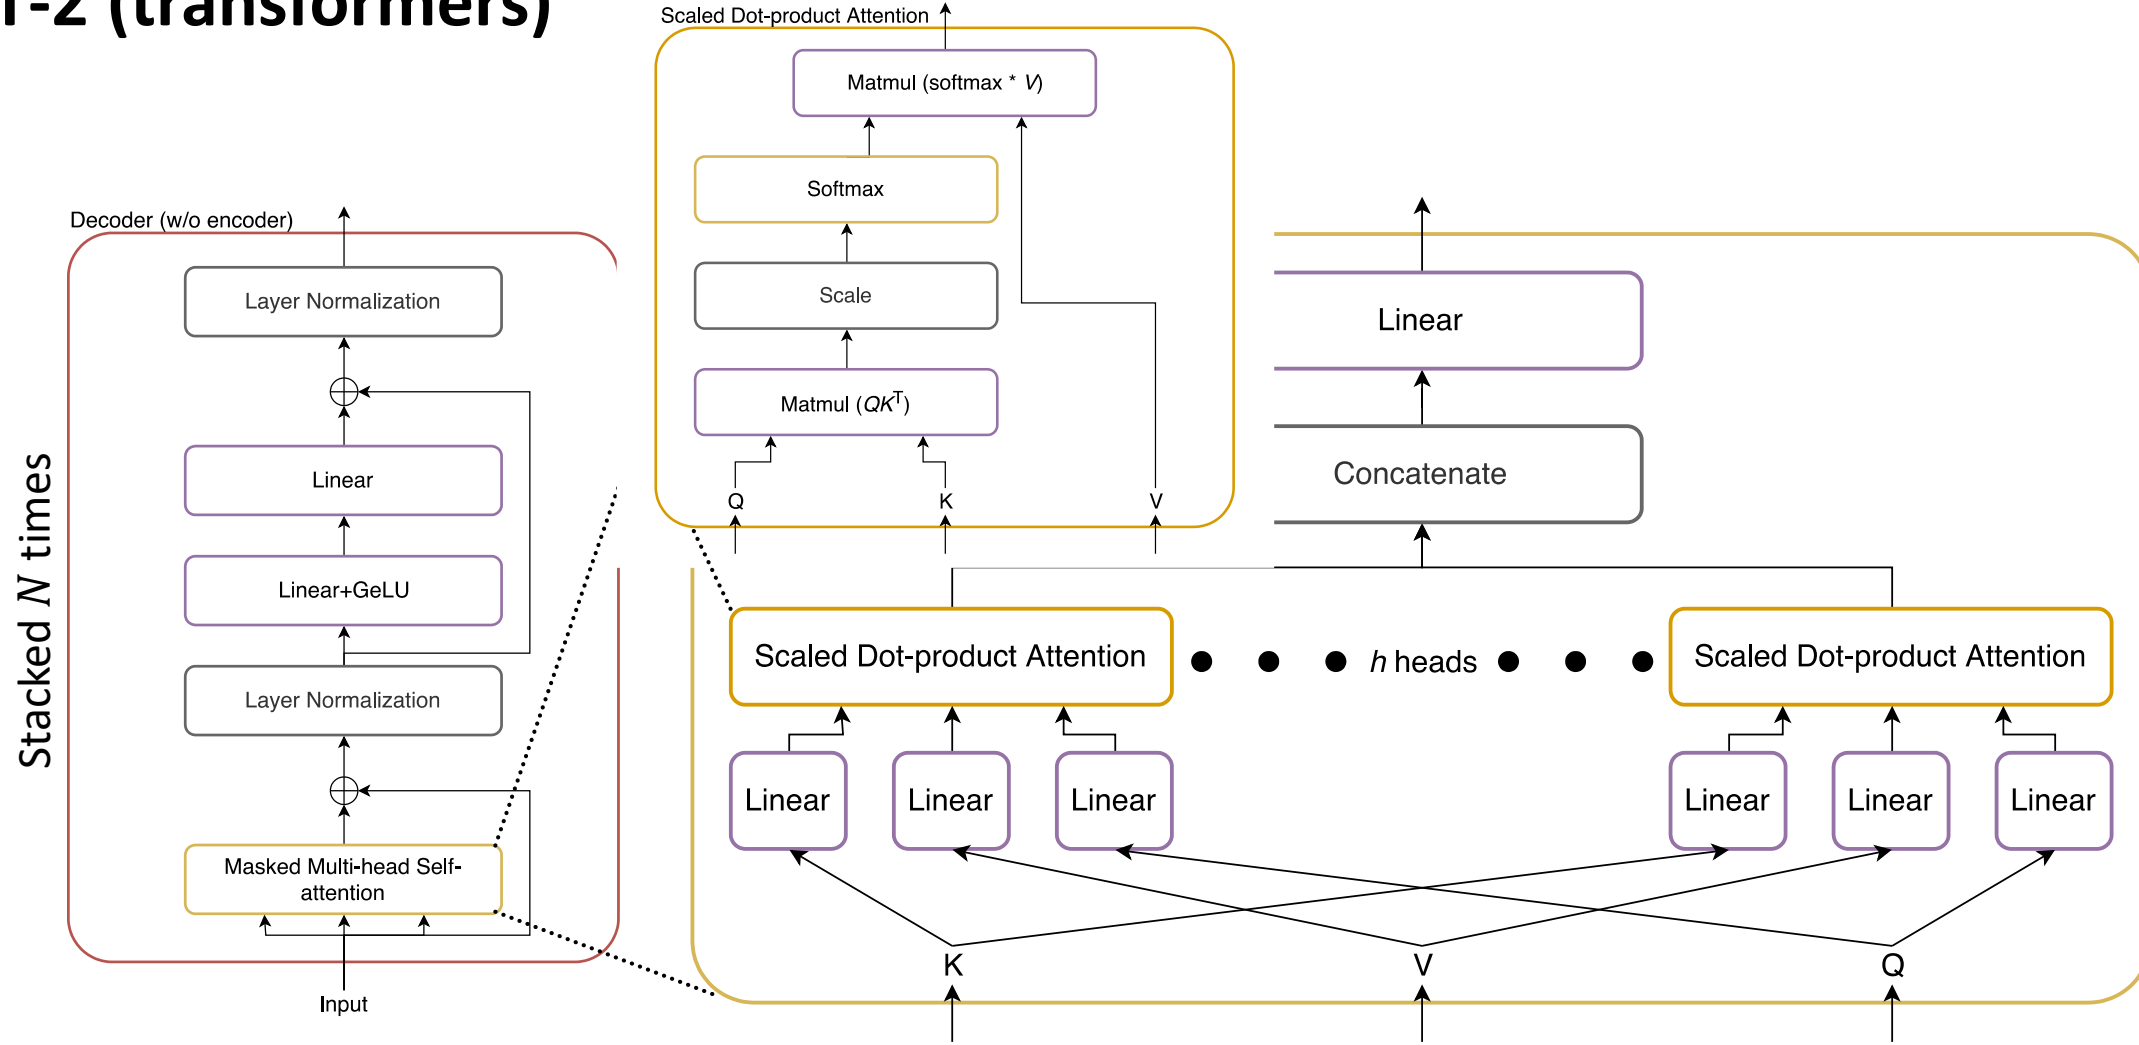 T-2 (transformers)
Scaled Dot-product Attention
Matmul (softmax * V)
Softmax
Scale
Matmul (QKᵀ)
Q K V
Decoder (w/o encoder)
Layer Normalization
Linear
Linear+GeLU
Layer Normalization
Masked Multi-head Self-
attention
Input
Stacked N times
Linear
Concatenate
Scaled Dot-product Attention h heads Scaled Dot-product Attention
Linear Linear Linear Linear Linear Linear
K V Q